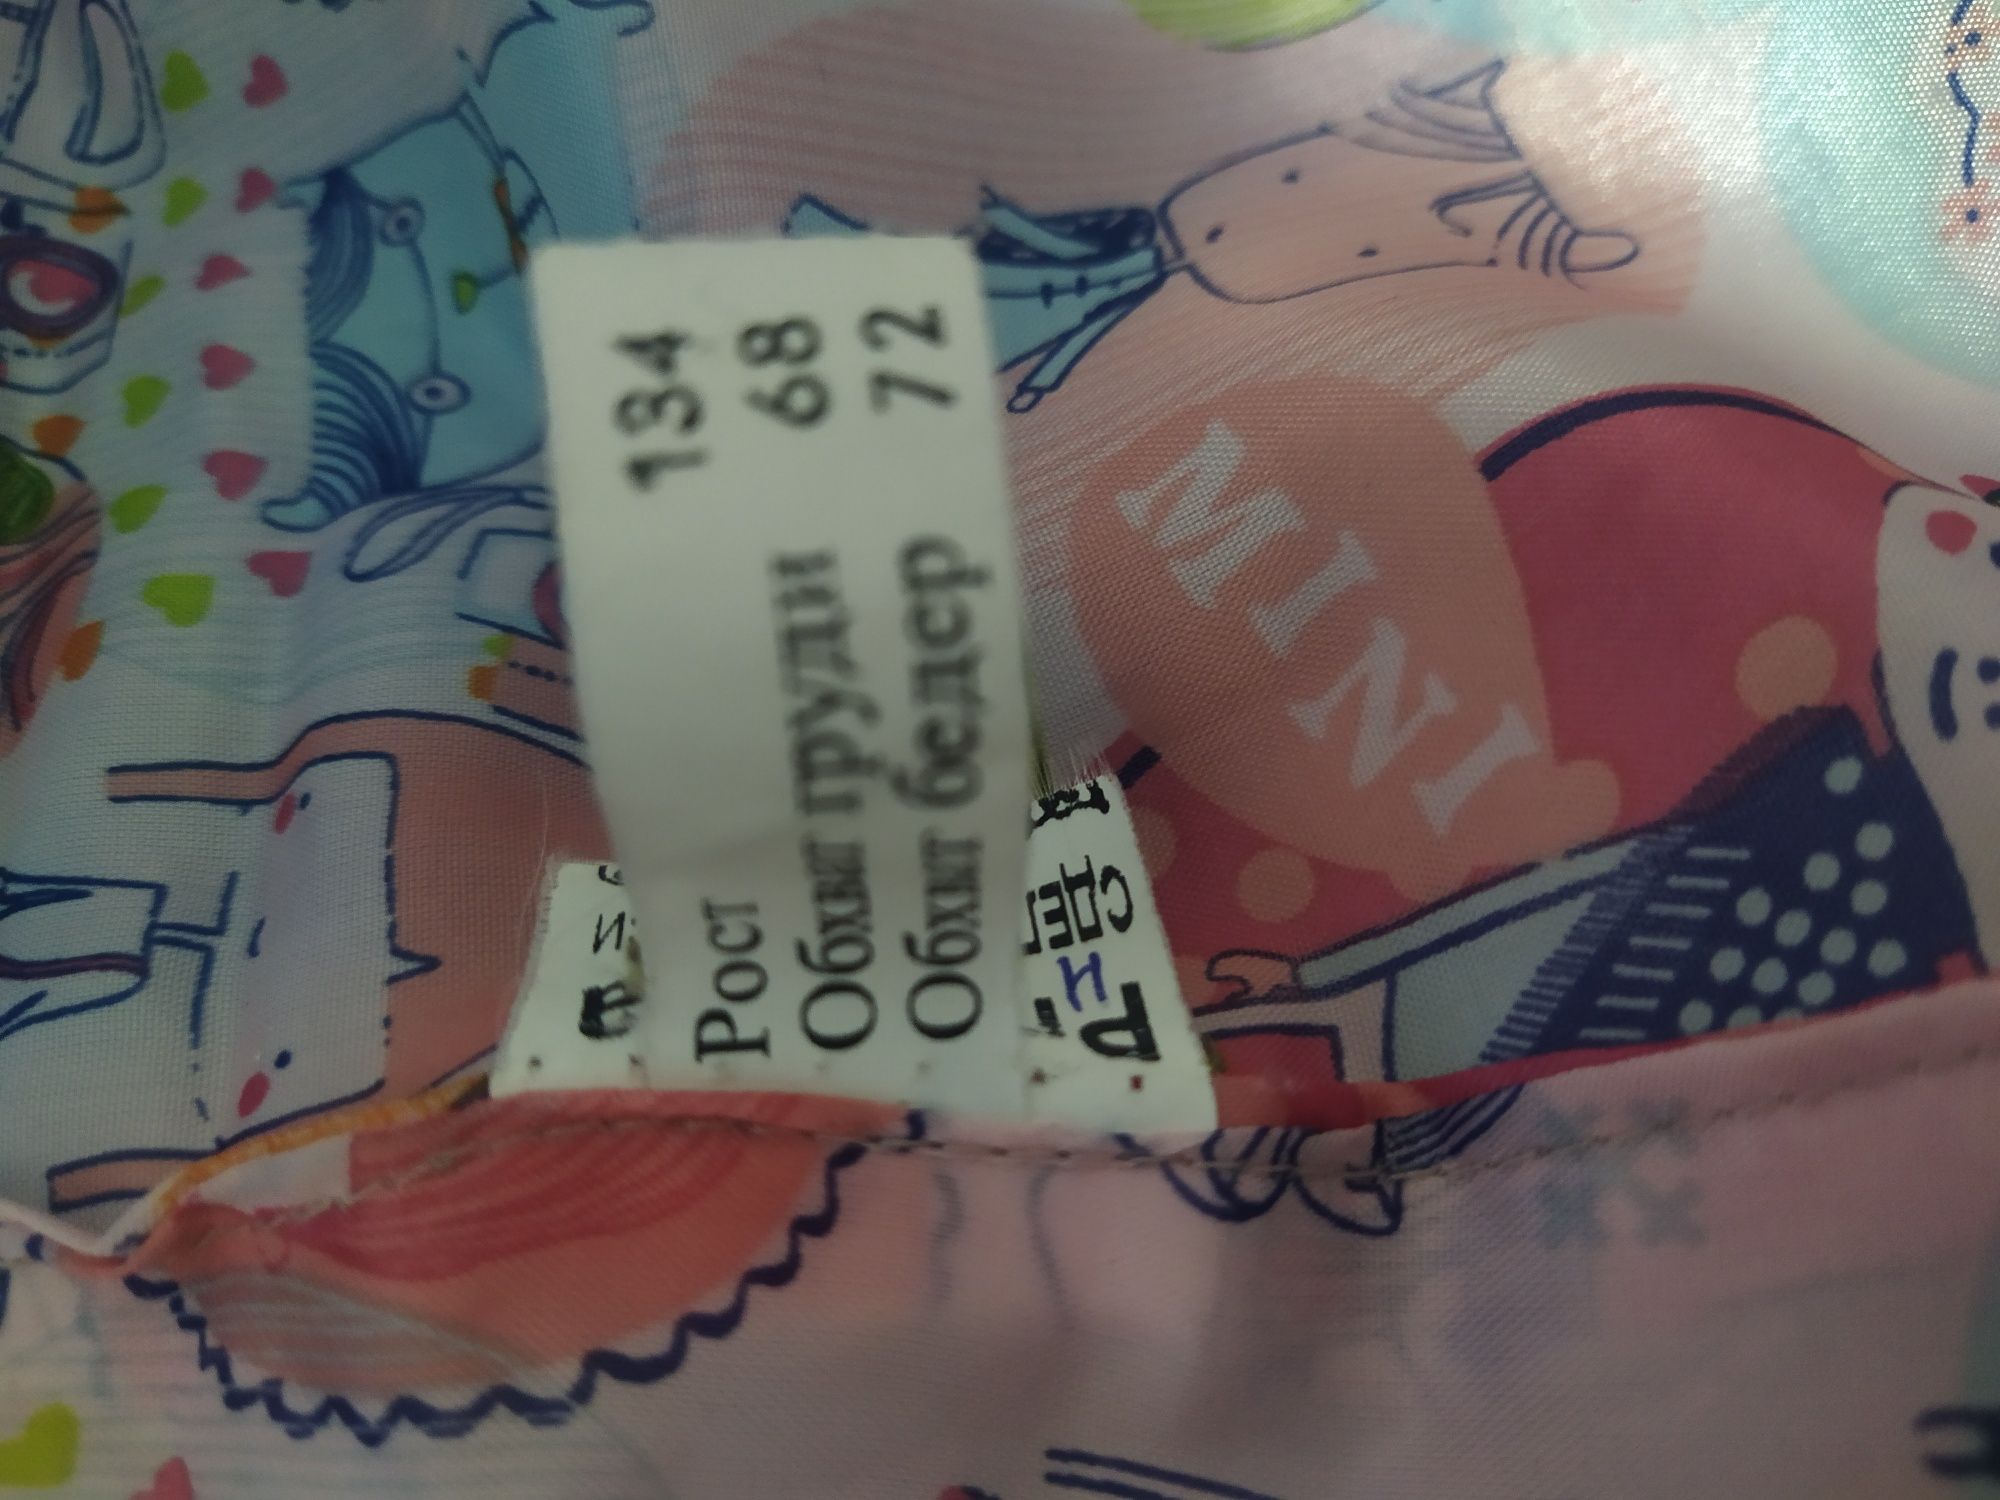 Рост 134
Обхват груди 68
Обхват бедер 72
MINI